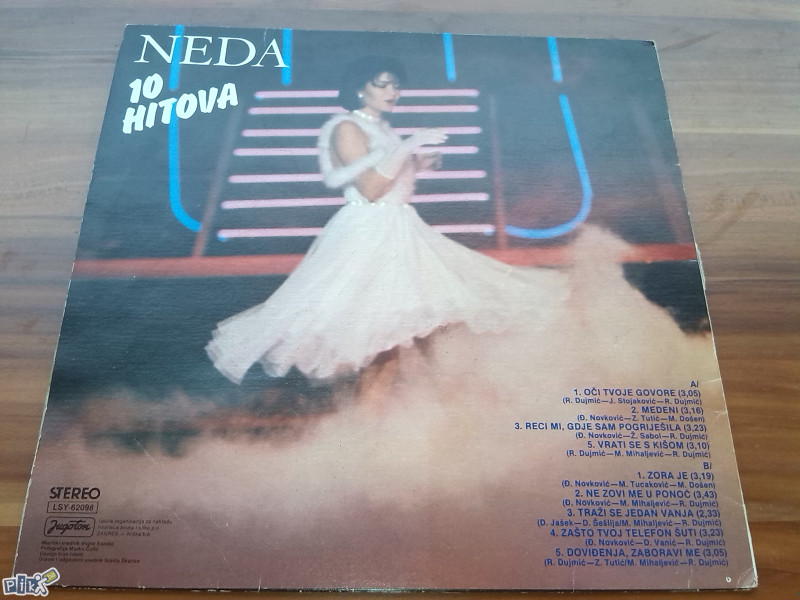 NEDA
10
HITOVA
A/
1. OČI TVOJE GOVORE (3,05)
(R. Dujmić—J. Stojaković—R. Dujmić)
2. MEDENI (3,16)
(Đ. Novković—Z. Tutić—M. Došen)
3. RECI MI, GDJE SAM POGRIJEŠILA (3,23)
(Đ. Novković—Ž. Sabol—R. Dujmić)
5. VRATI SE S KIŠOM (3,10)
(R. Dujmić—M. Mihaljević—R. Dujmić)
B/
1. ZORA JE (3,19)
(Đ. Novković—M. Tucaković—M. Došen)
2. NE ZOVI ME U PONOĆ (3,43)
(Đ. Novković—M. Mihaljević—R. Dujmić)
3. TRAŽI SE JEDAN VANJA (2,33)
(D. Jašek—D. Šešlija/M. Mihaljević—R. Dujmić)
4. ZAŠTO TVOJ TELEFON ŠUTI (3,23)
(Đ. Novković—D. Vanić—R. Dujmić)
5. DOVIĐENJA, ZABORAVI ME (3,05)
(R. Dujmić—Z. Tutić/M. Mihaljević—R. Dujmić)
STEREO
LSY-62098
Jugoton